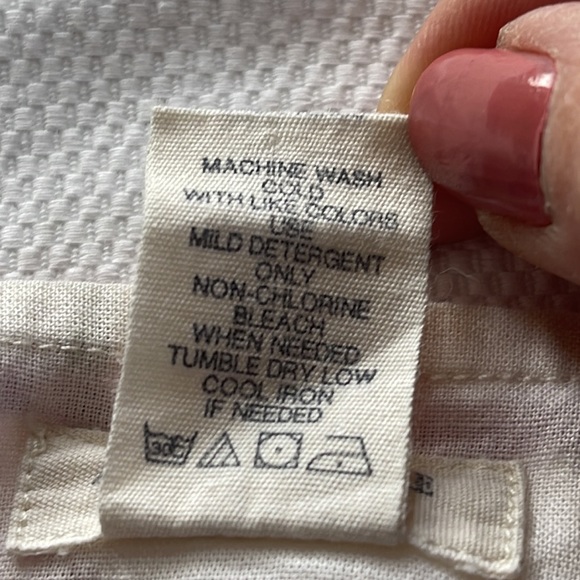 MACHINE WASH
COLD
WITH LIKE COLORS
USE
MILD DETERGENT
ONLY
NON-CHLORINE
BLEACH
WHEN NEEDED
TUMBLE DRY LOW
COOL IRON
IF NEEDED
30c